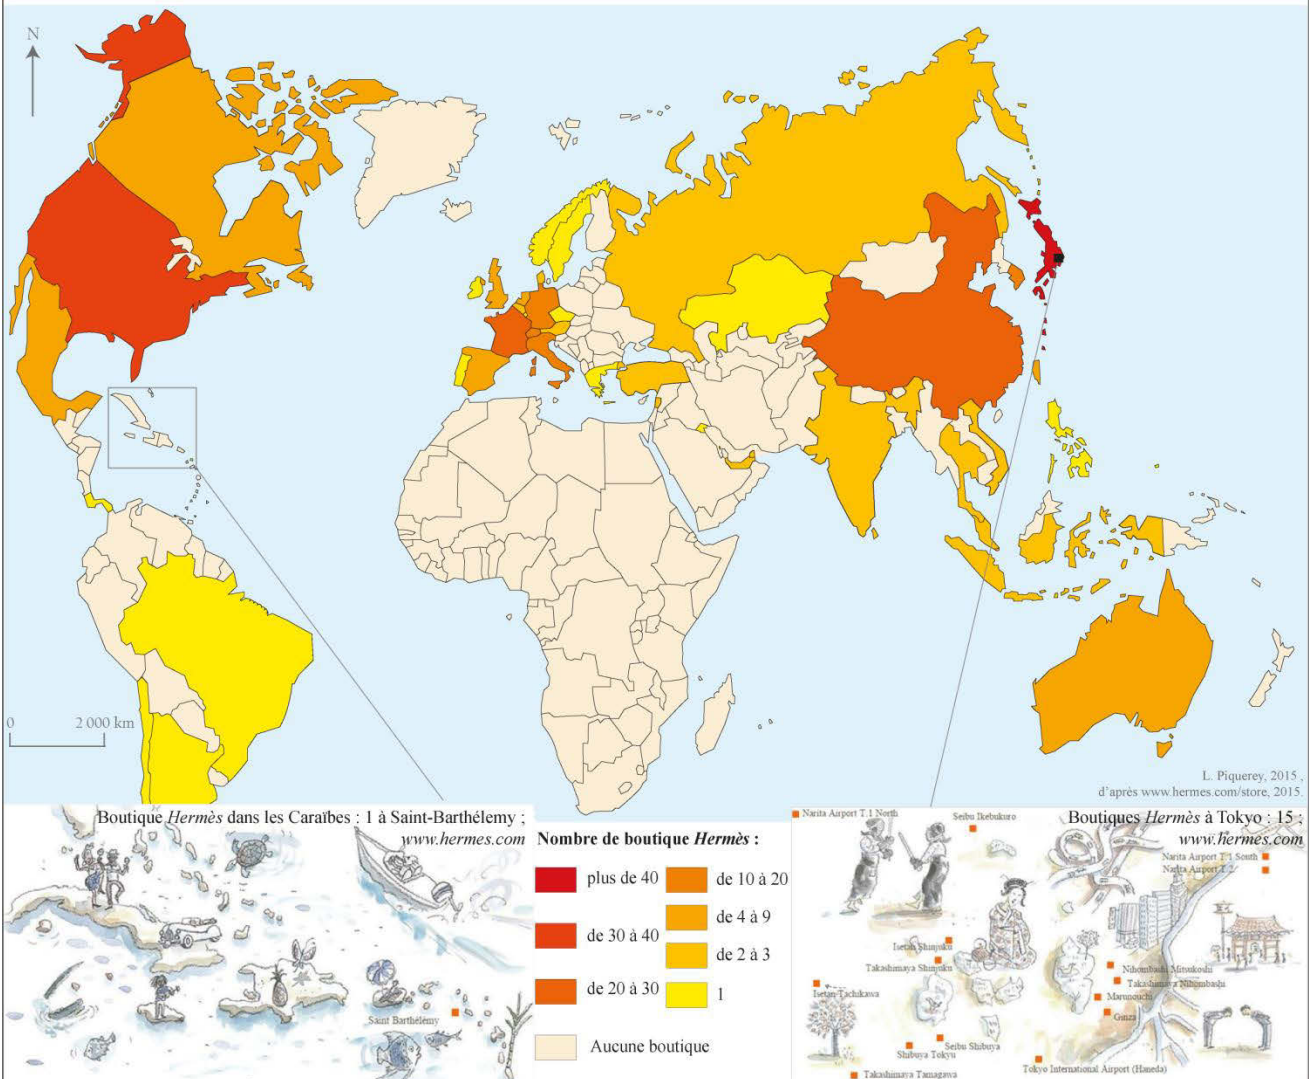 N
0 2 000 km
L. Piquerey, 2015 ,
d'après www.hermes.com/store, 2015.
Boutique Hermès dans les Caraïbes : 1 à Saint-Barthélemy ;
www.hermes.com
Saint Barthélémy
Nombre de boutique Hermès :
plus de 40
de 30 à 40
de 20 à 30
de 10 à 20
de 4 à 9
de 2 à 3
1
Aucune boutique
Boutiques Hermès à Tokyo : 15 ;
www.hermes.com
Narita Airport T.1 North
Seibu Ikebukuro
Narita Airport T.1 South
Narita Airport T.2
Isetan Shinjuku
Takashimaya Shinjuku
Isetan Tachikawa
Nihombashi Mitsukoshi
Takashimaya Nihombashi
Marunouchi
Ginza
Seibu Shibuya
Shibuya Tokyu
Tokyo International Airport (Haneda)
Takashimaya Tamagawa